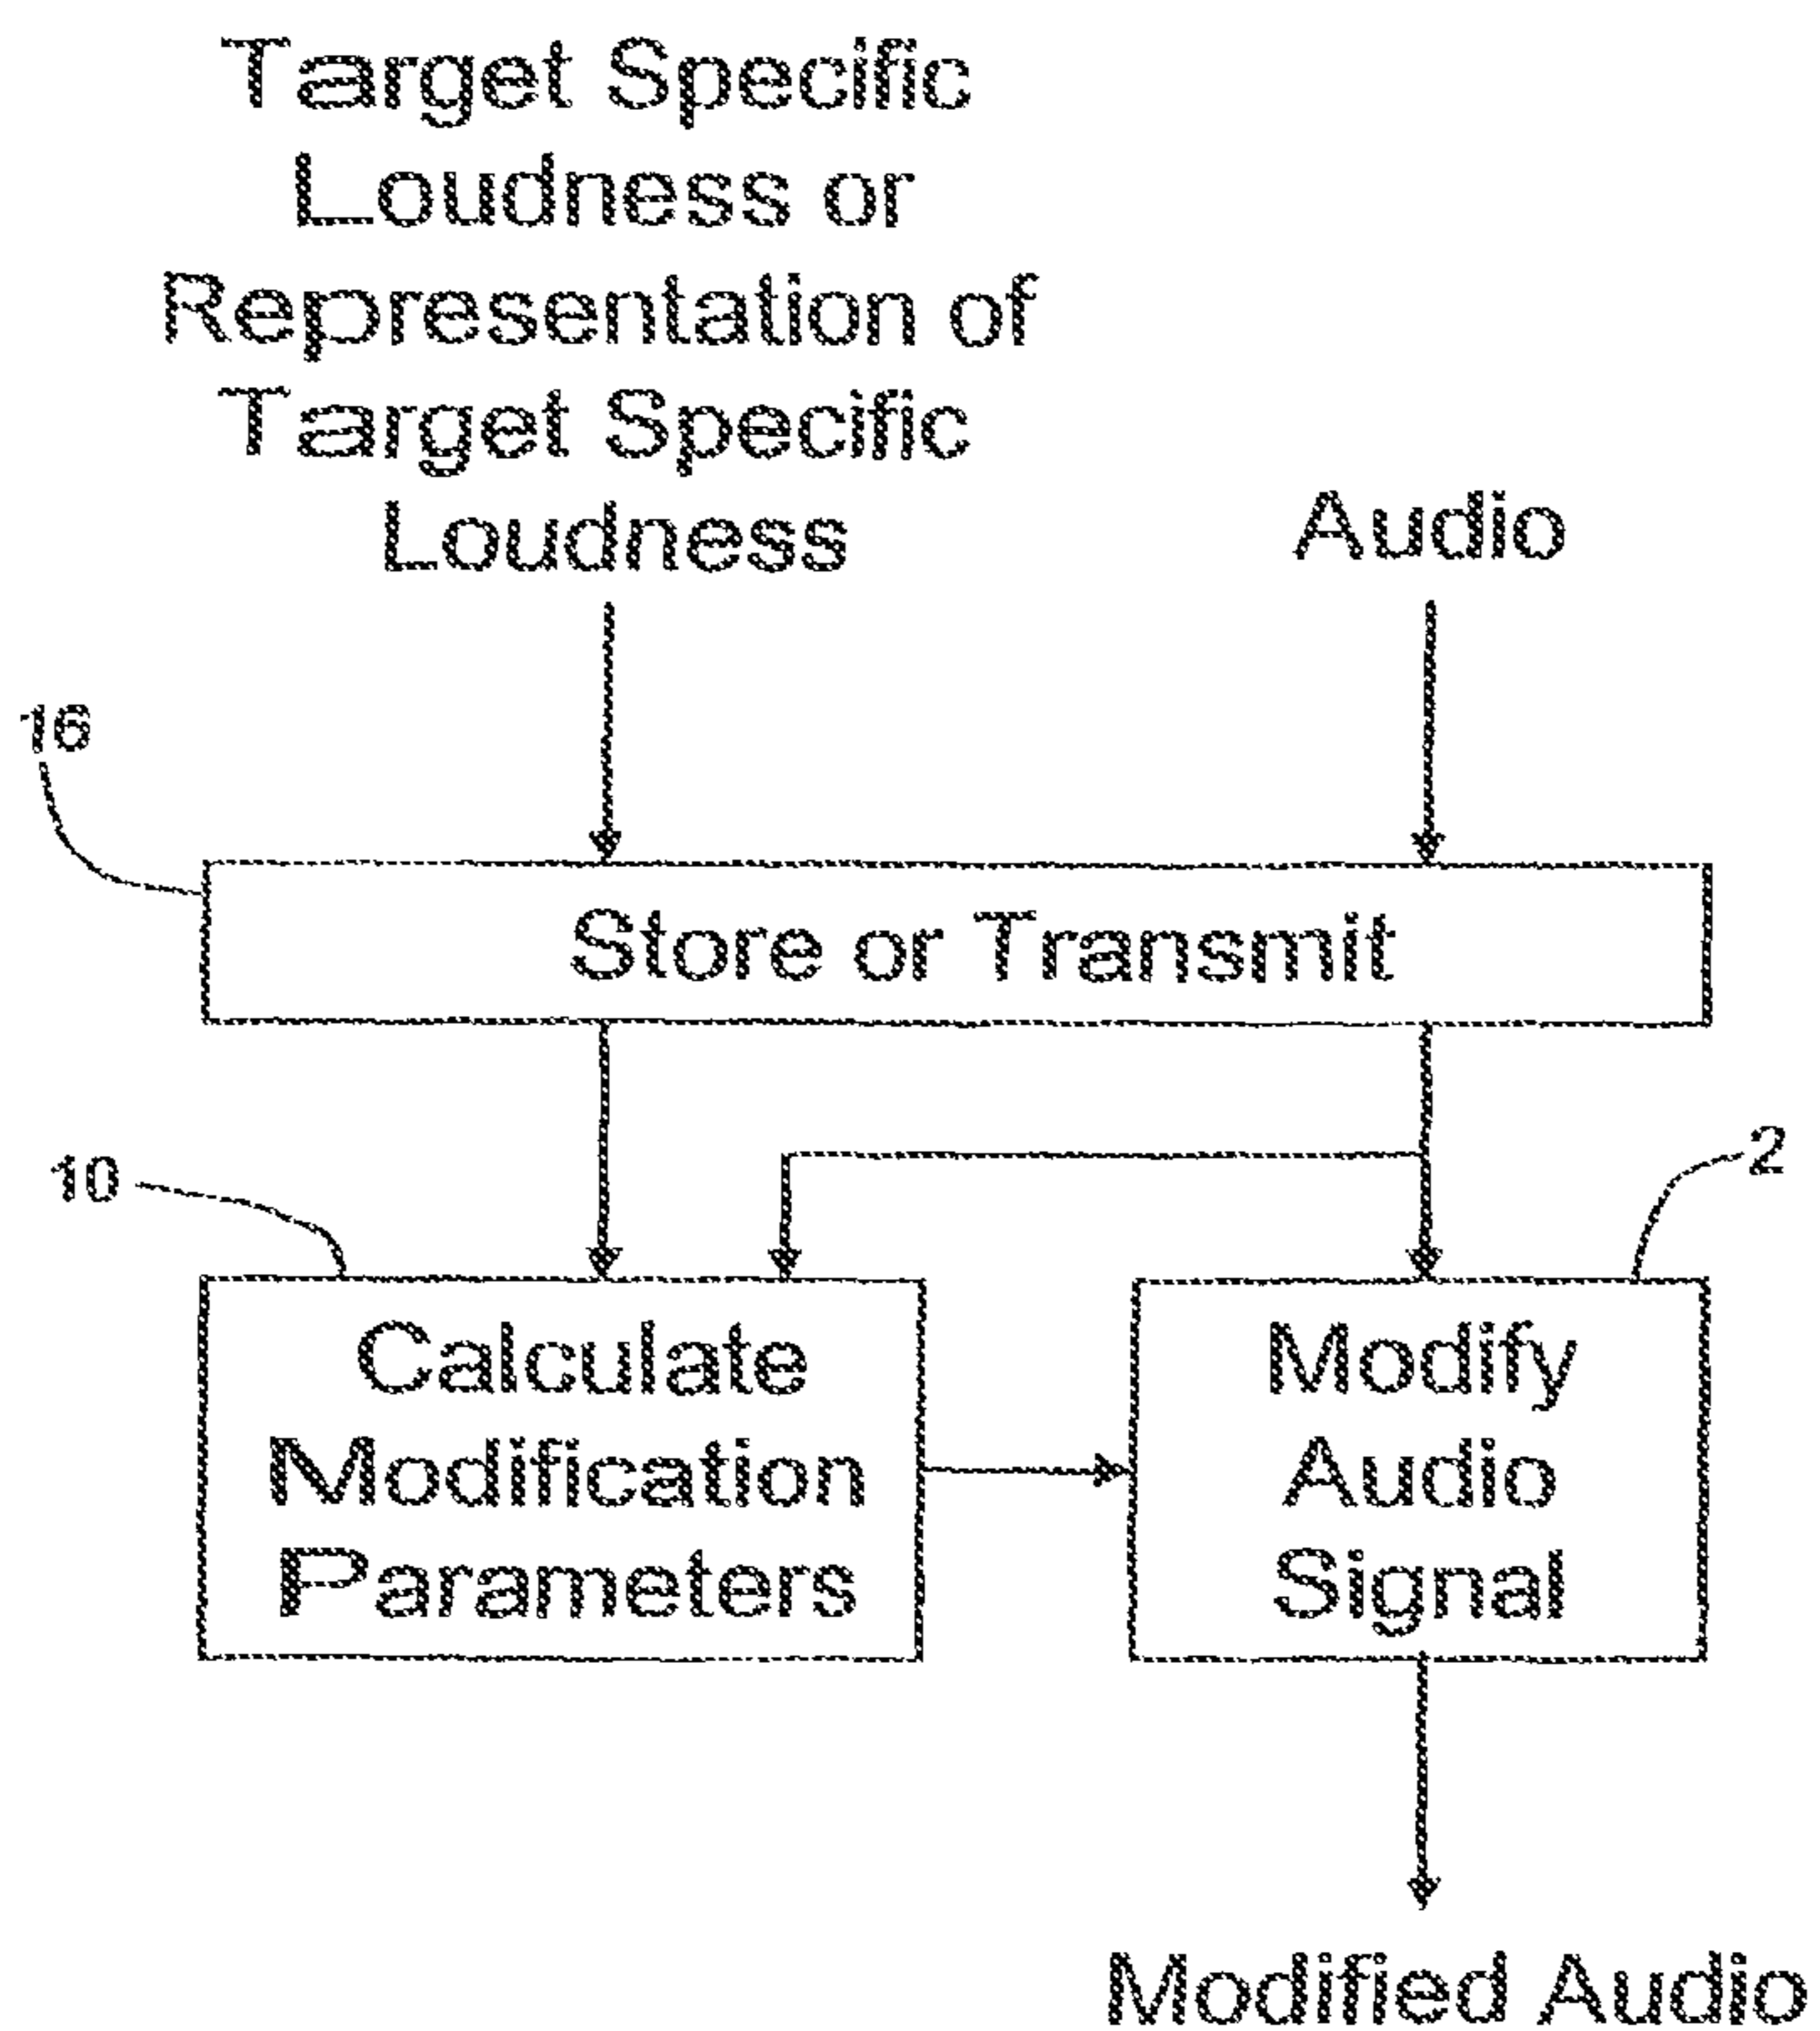 Target Specific
Loudness or
Representation of
Target Specific
Loudness
Audio
16
Store or Transmit
10
2
Calculate
Modification
Parameters
Modify
Audio
Signal
Modified Audio